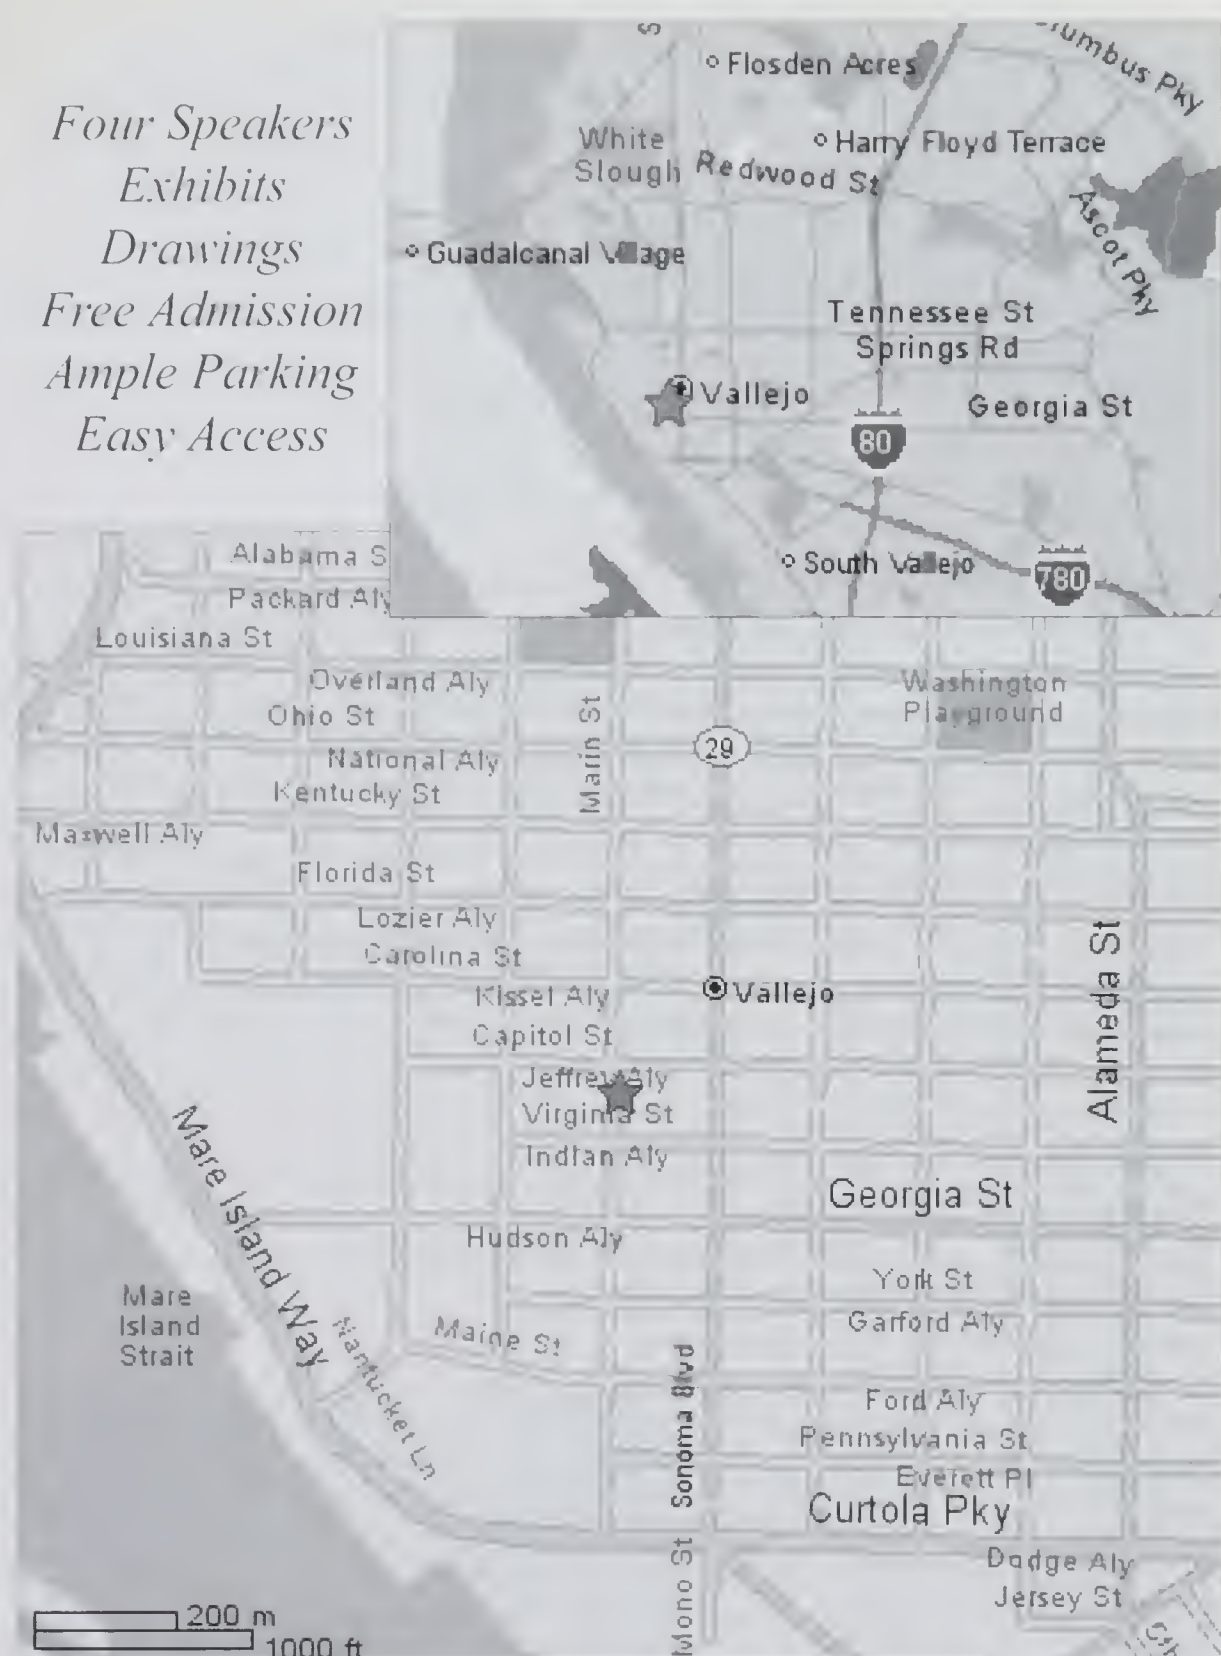 Four Speakers
Exhibits
Drawings
Free Admission
Ample Parking
Easy Access
S
Flosden Acres
White
Slough
Redwood St
Harry Floyd Terrace
Pky
Ascot Pky
Guadalcanal
Tennessee St
Springs Rd
Vallejo
Georgia St
80
South Vallejo
780
Alabama S
Packard Aly
Louisiana St
Overland Aly
Ohio St
Marin St
29
Washington
Playground
National Aly
Kentucky St
Maxwell Aly
Florida St
Lozier Aly
Carolina St
Kissel Aly
Vallejo
Capitol St
Alameda St
Jeffrey Aly
Virginia St
Indian Aly
Mare Island Way
Georgia St
Hudson Aly
York St
Garford Aly
Mare
Island
Strait
Nantucket Ln
Maine St
Sonoma Blvd
Ford Aly
Pennsylvania St
Everett Pl
Curtola Pky
Mono St
Dodge Aly
Jersey St
200 m
1000 ft